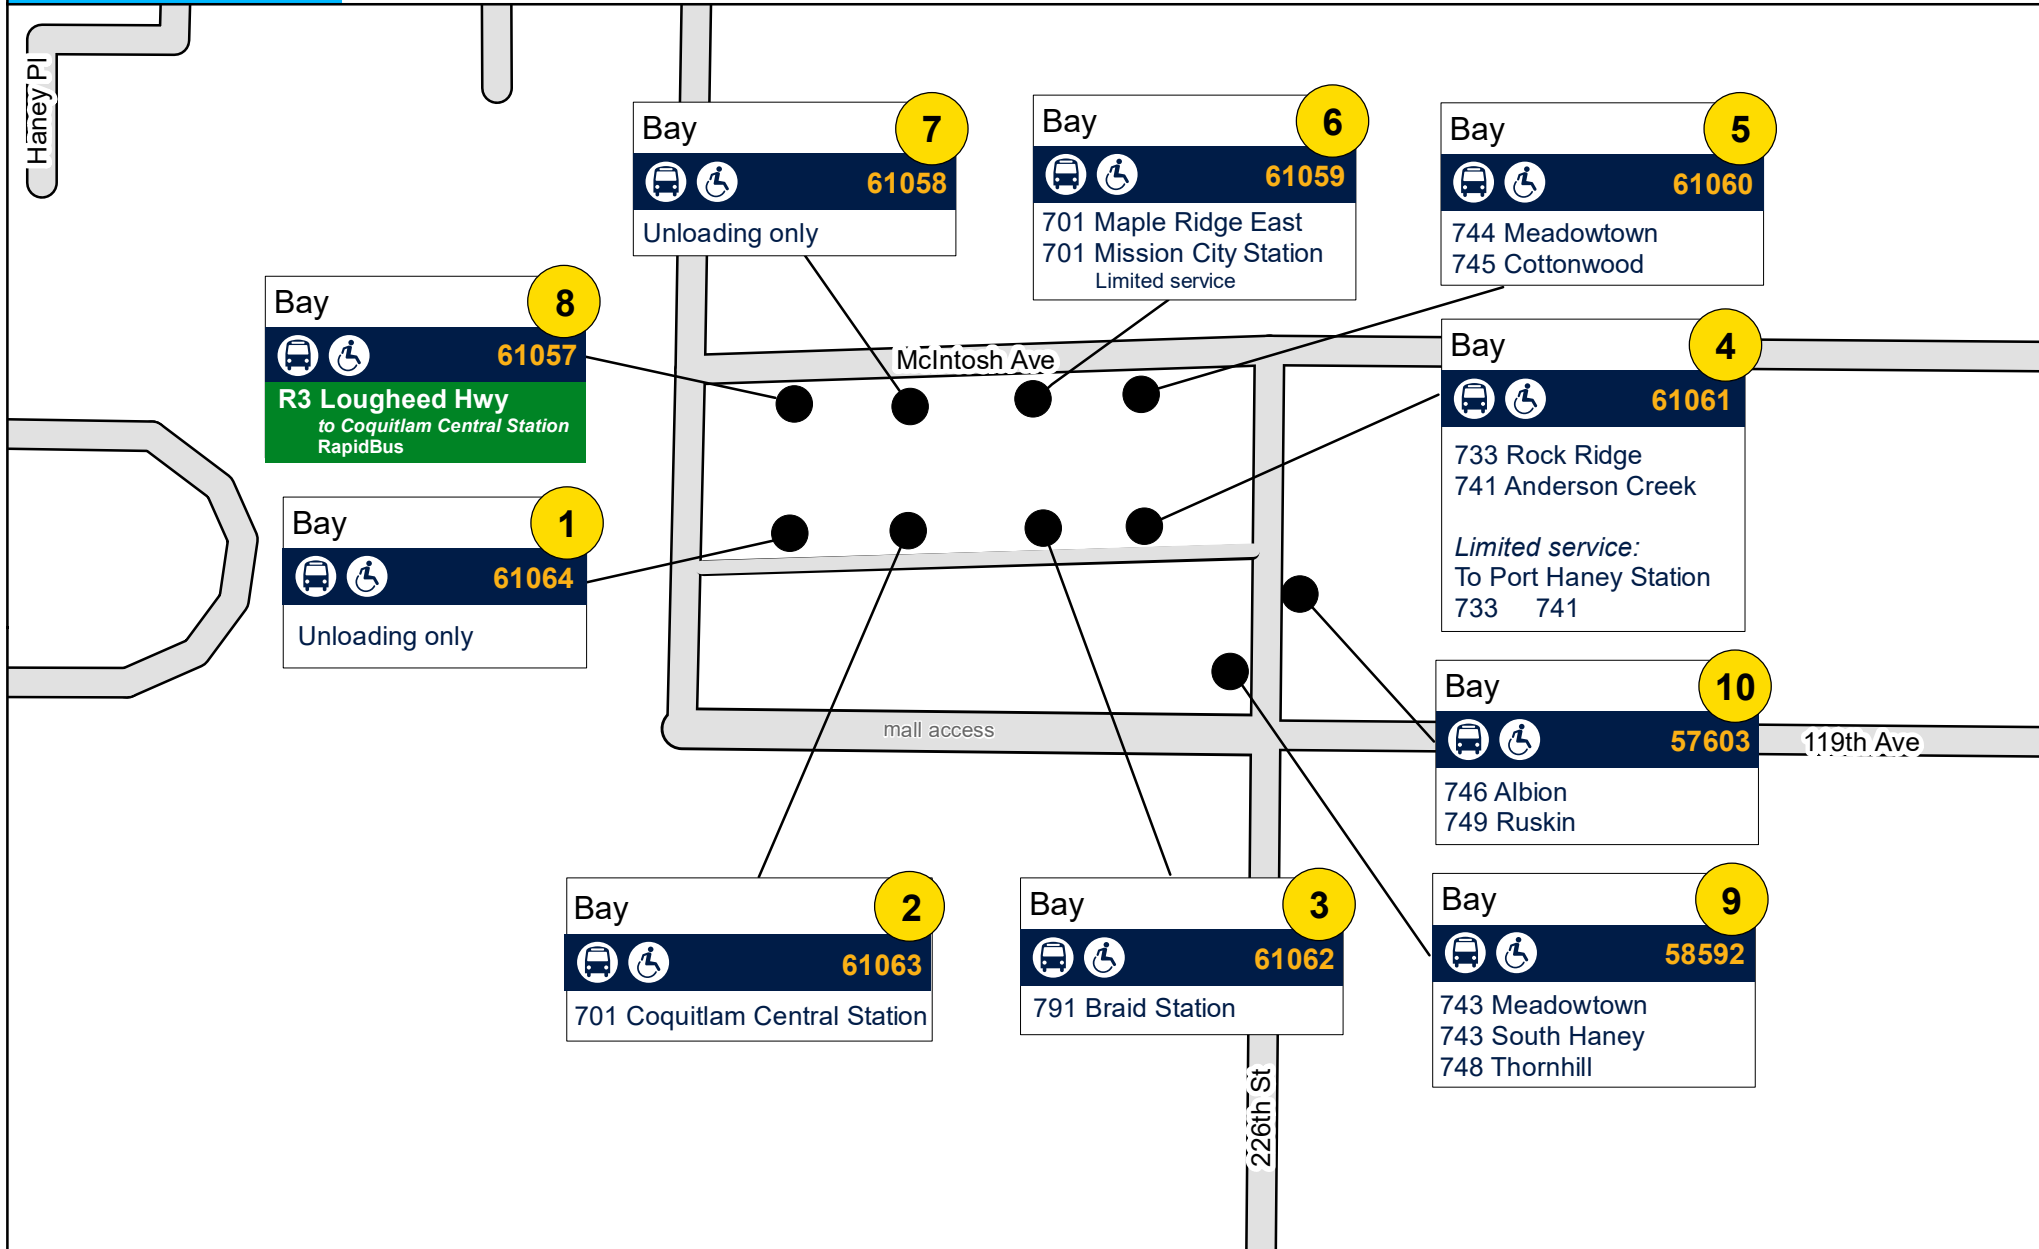 Haney Pl
Bay 7
61058
Unloading only
Bay 6
61059
701 Maple Ridge East
701 Mission City Station
Limited service
Bay 5
61060
744 Meadowtown
745 Cottonwood
Bay 8
61057
R3 Lougheed Hwy
to Coquitlam Central Station
RapidBus
McIntosh Ave
Bay 4
61061
733 Rock Ridge
741 Anderson Creek
Limited service:
To Port Haney Station
733 741
Bay 1
61064
Unloading only
mall access
Bay 10
57603
746 Albion
749 Ruskin
119th Ave
Bay 2
61063
701 Coquitlam Central Station
Bay 3
61062
791 Braid Station
Bay 9
58592
743 Meadowtown
743 South Haney
748 Thornhill
226th St